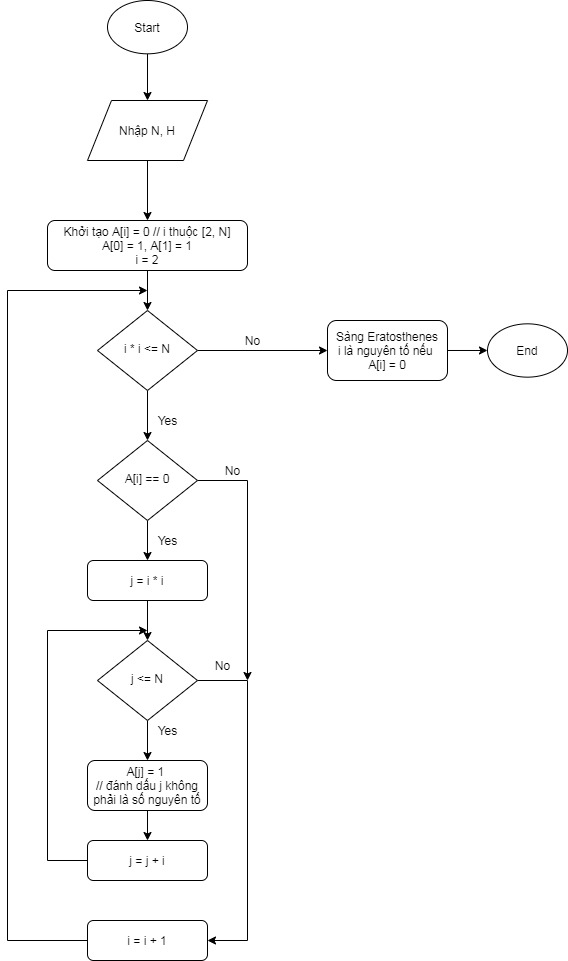 Start
Nhập N, H
Khởi tạo A[i] = 0 // i thuộc [2, N]
A[0] = 1, A[1] = 1
i = 2
i * i <= N
No
Sàng Eratosthenes
i là nguyên tố nếu
A[i] = 0
End
Yes
A[i] == 0
No
Yes
j = i * i
j <= N
No
Yes
A[j] = 1
// đánh dấu j không
phải là số nguyên tố
j = j + i
i = i + 1